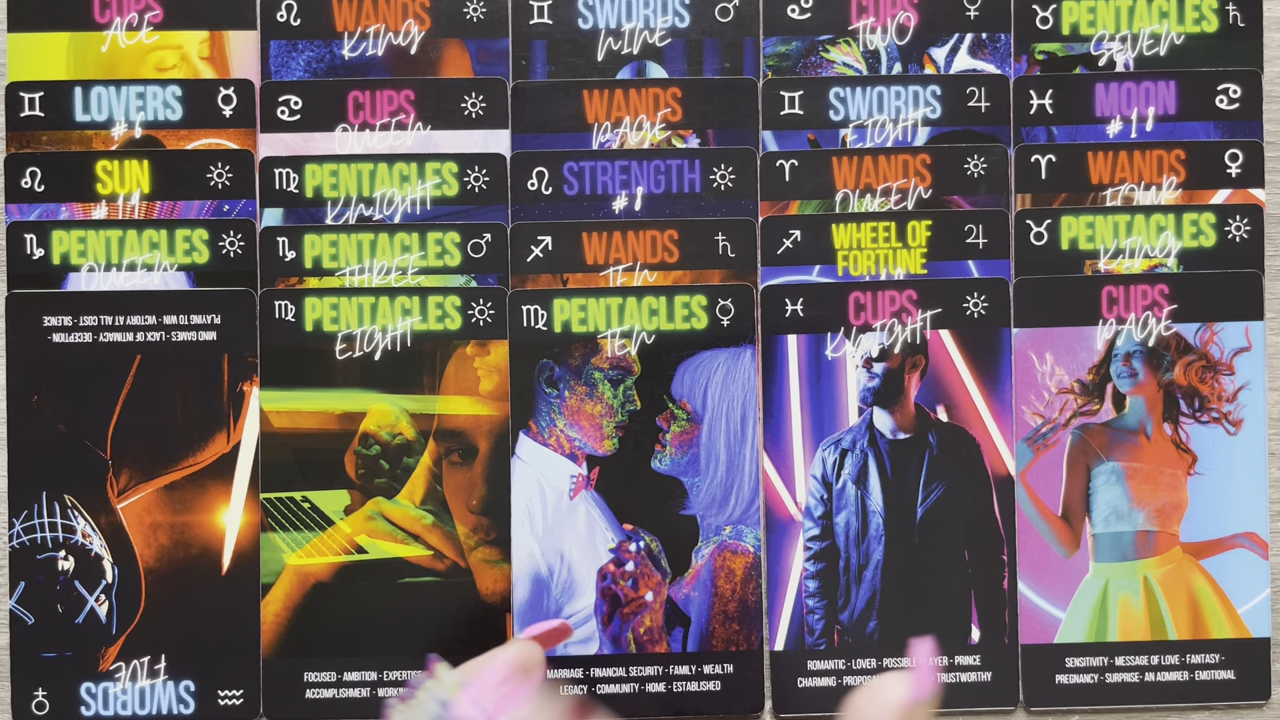 CUPS
ACE
WANDS
KING
SWORDS
NINE
CUPS
TWO
PENTACLES
SEVEN
LOVERS
#6
CUPS
QUEEN
WANDS
PAGE
SWORDS
EIGHT
MOON
#18
SUN
#19
PENTACLES
KNIGHT
STRENGTH
#8
WANDS
QUEEN
WANDS
FOUR
PENTACLES
QUEEN
PENTACLES
THREE
WANDS
TEN
WHEEL OF
FORTUNE
PENTACLES
KING
SWORDS
FIVE
MIND GAMES - LACK OF INTIMACY - DECEPTION
PLAYING TO WIN - VICTORY AT ALL COST - SILENCE
PENTACLES
EIGHT
FOCUSED - AMBITION - EXPERTISE
ACCOMPLISHMENT -
PENTACLES
TEN
MARRIAGE - FINANCIAL SECURITY - FAMILY - WEALTH
LEGACY - COMMUNITY - HOME - ESTABLISHED
CUPS
KNIGHT
ROMANTIC - LOVER - POSSIBLE - PRINCE
CHARMING - TRUSTWORTHY
CUPS
PAGE
SENSITIVITY - MESSAGE OF LOVE - FANTASY -
PREGNANCY - SURPRISE - AN ADMIRER - EMOTIONAL